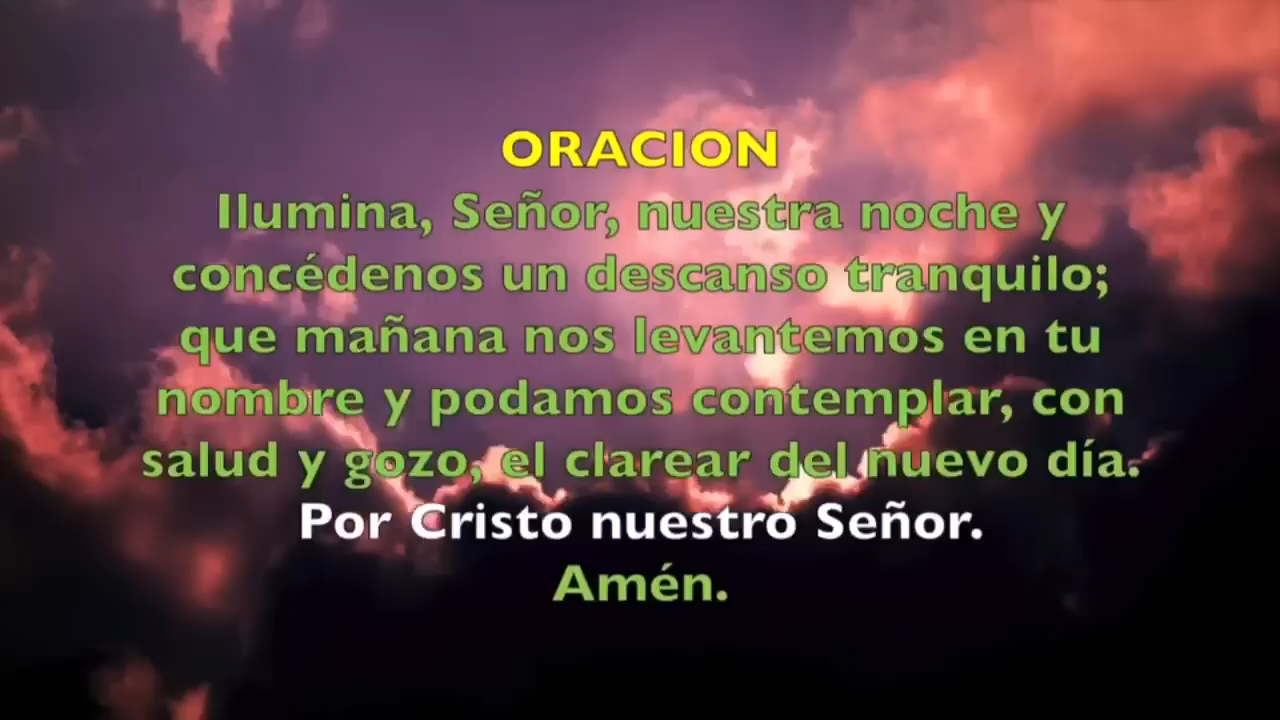 ORACION
Ilumina, Señor, nuestra noche y
concédenos un descanso tranquilo;
que mañana nos levantemos en tu
nombre y podamos contemplar, con
salud y gozo, el clarear del nuevo día.
Por Cristo nuestro Señor.
Amén.